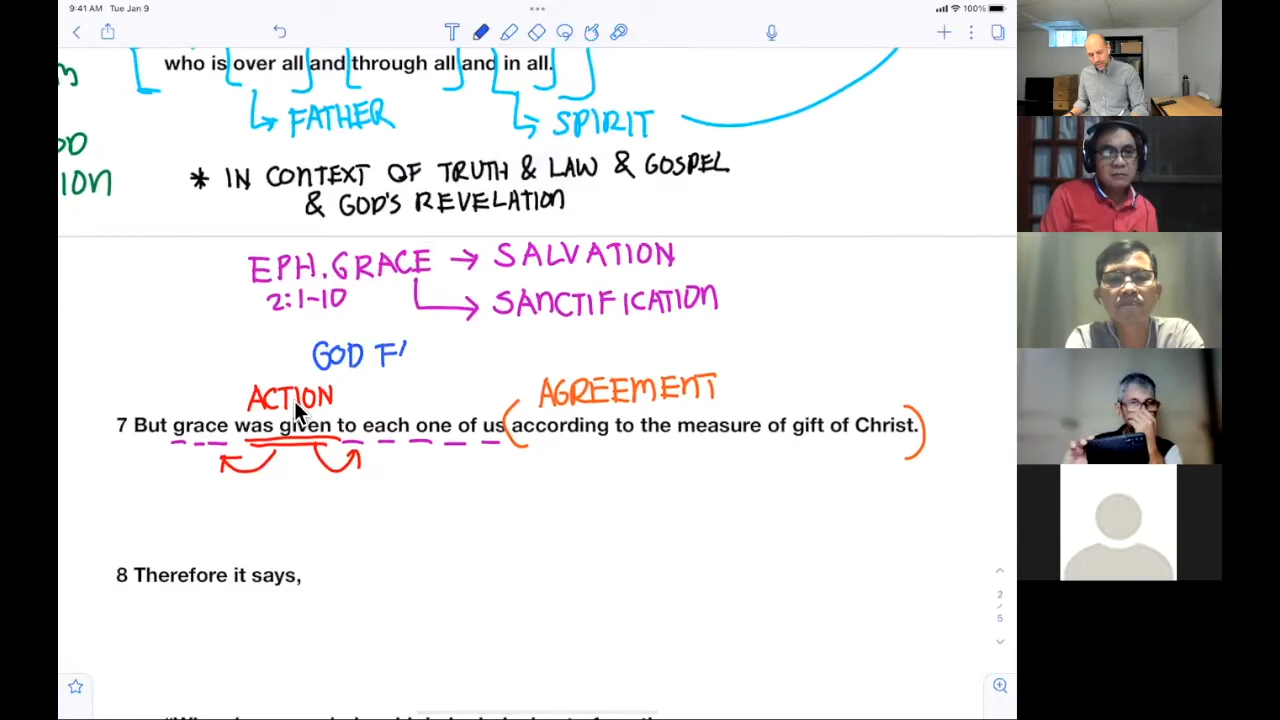 9:41 AM Tue Jan 9
100%
who is over all and through all and in all.
FATHER
SPIRIT
* IN CONTEXT OF TRUTH & LAW & GOSPEL
& GOD'S REVELATION
ION
EPH. GRACE → SALVATION
2:1-10
SANCTIFICATION
GOD F
ACTION
AGREEMENT
7 But grace was given to each one of us according to the measure of gift of Christ.
8 Therefore it says,
2
/
5